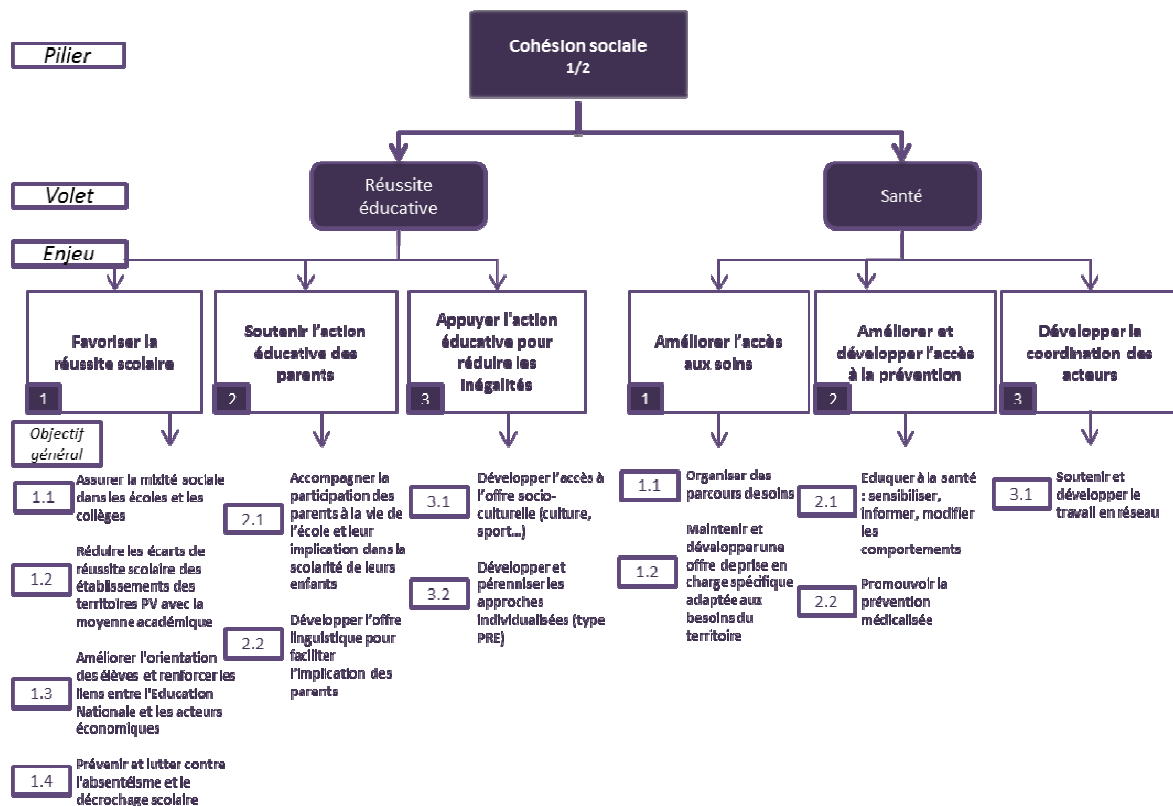 Pilier
Cohésion sociale
1/2
Volet
Réussite
éducative
Santé
Enjeu
Favoriser la
réussite scolaire
1
Soutenir l'action
éducative des
parents
2
Appuyer l'action
éducative pour
réduire les
inégalités
3
Améliorer l'accès
aux soins
1
Améliorer et
développer l'accès
à la prévention
2
Développer la
coordination des
acteurs
3
Objectif
général
1.1
Assurer la mixité sociale
dans les écoles et les
collèges
1.2
Réduire les écarts de
réussite scolaire des
établissements des
territoires PV avec la
moyenne académique
1.3
Améliorer l'orientation
des élèves et renforcer les
liens entre l'Education
Nationale et les acteurs
économiques
1.4
Prévenir et lutter contre
l'absentéisme et le
décrochage scolaire
2.1
Accompagner la
participation des
parents à la vie de
l'école et leur
implication dans la
scolarité de leurs
enfants
2.2
Développer l'offre
linguistique pour
faciliter
l'implication des
parents
3.1
Développer l'accès à
l'offre socio-
culturelle (culture,
sport...)
3.2
Développer et
pérenniser les
approches
individualisées (type
PRE)
1.1
Organiser des
parcours de soins
1.2
Maintenir et
développer une
offre de prise en
charge spécifique
adaptée aux
besoins du
territoire
2.1
Eduquer à la santé
: sensibiliser,
informer, modifier
les
comportements
2.2
Promouvoir la
prévention
médicalisée
3.1
Soutenir et
développer le
travail en réseau